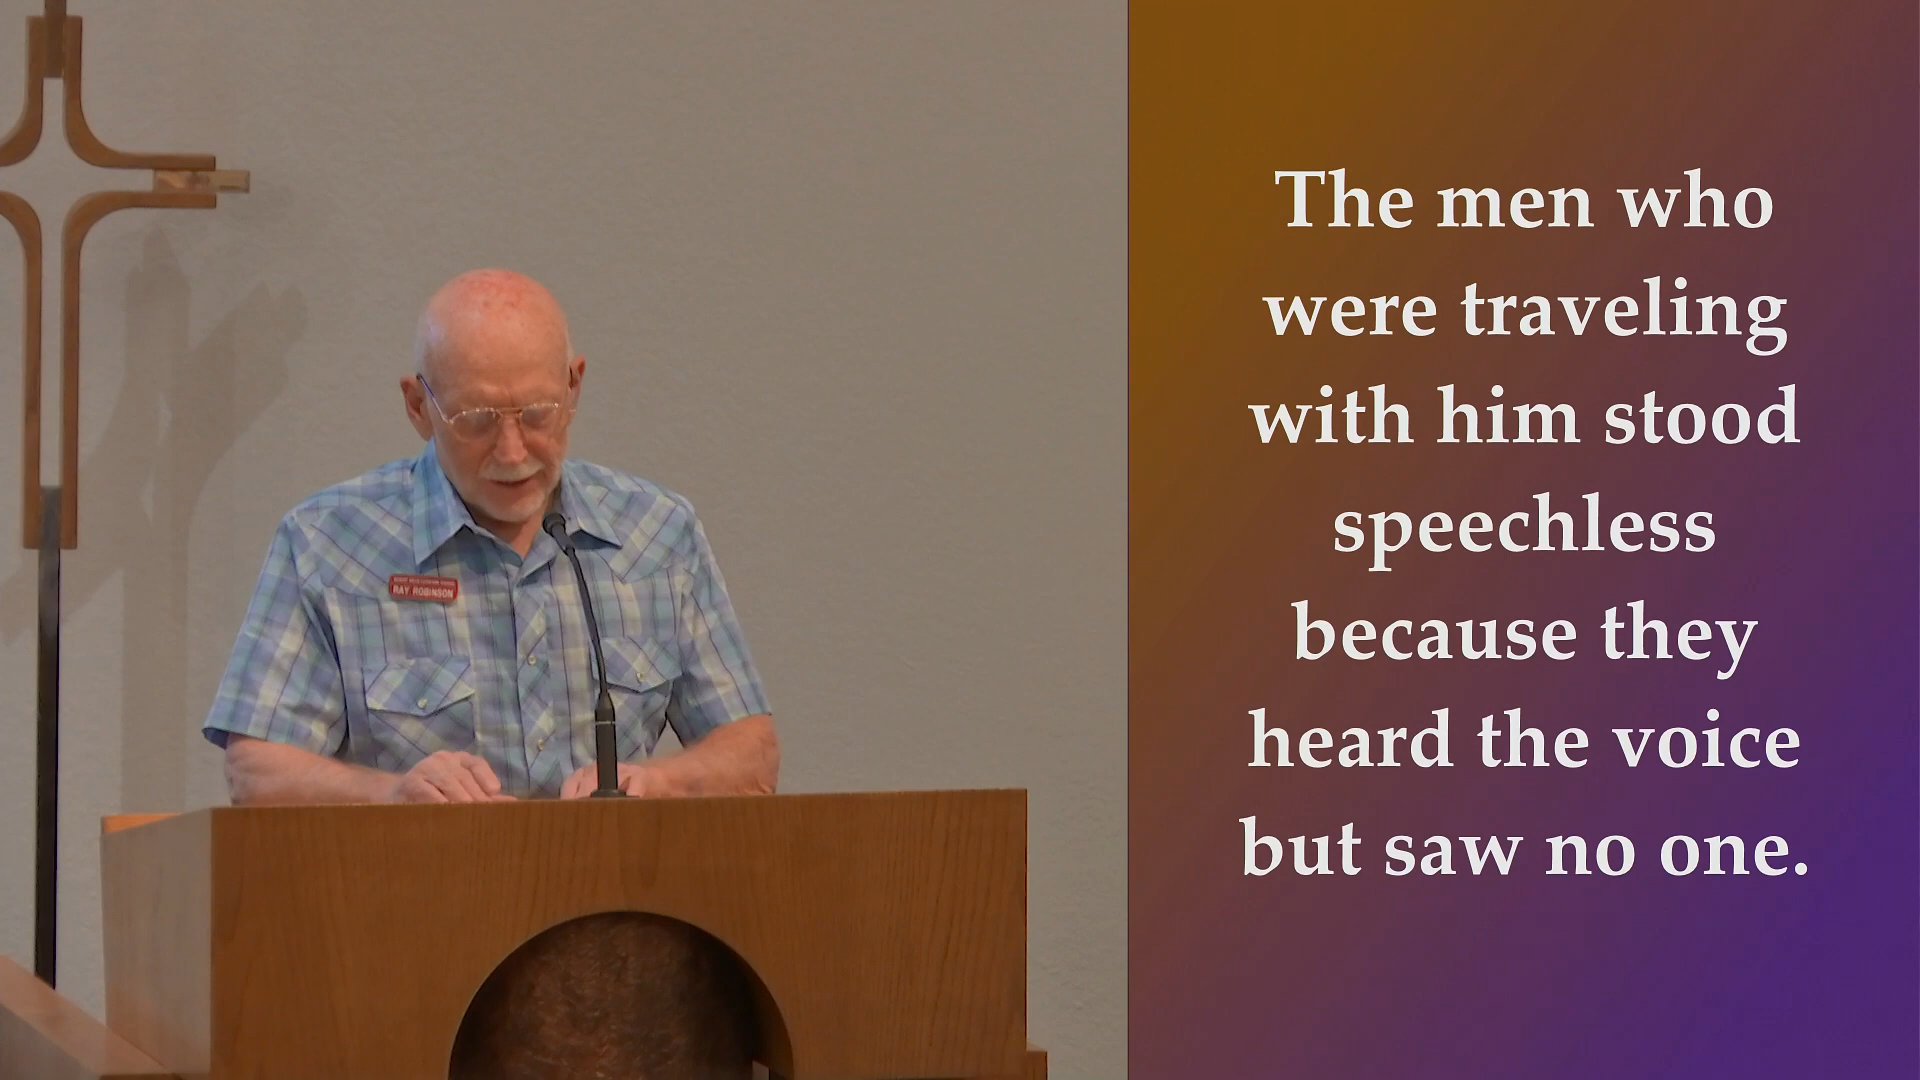 RAY ROBINSON
The men who
were traveling
with him stood
speechless
because they
heard the voice
but saw no one.